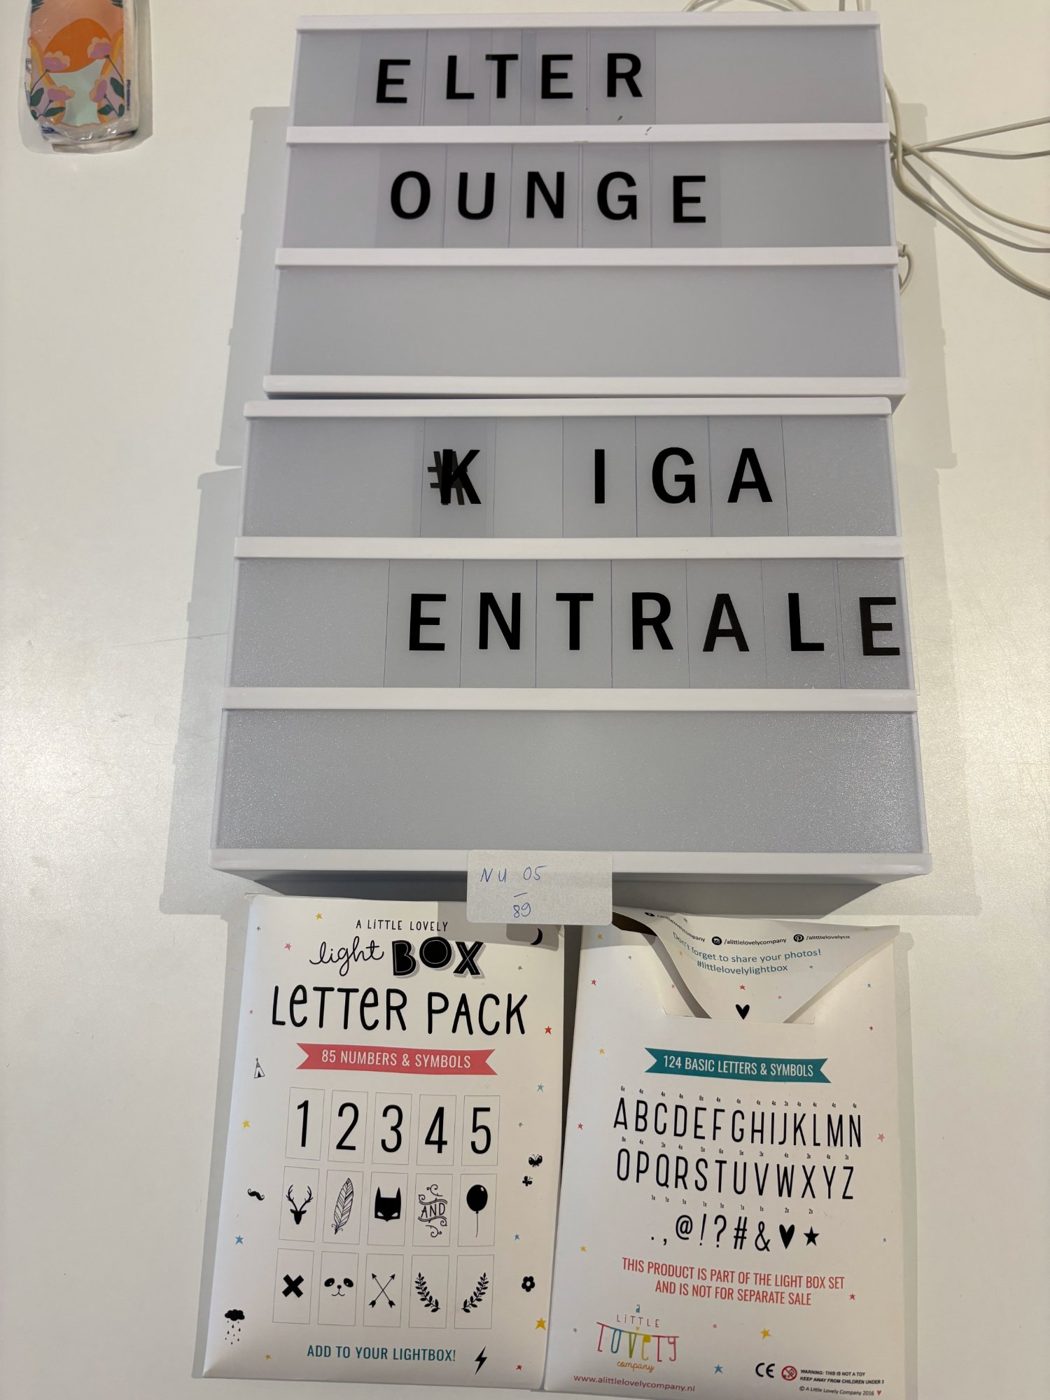 ELTER
OUNGE
#K IGA
ENTRALE
NU 05
89
A LiTTLE LOVELY
light BOX
LETTER PACK
85 NUMBERS & SYMBOLS
1 2 3 4 5
AND
ADD TO YOUR LIGHTBOX!
/alittlelovelycompany
Don't forget to share your photos!
#littlelovelylightbox
124 BASIC LETTERS & SYMBOLS
ABCDEFGHIJKLMN
OPQRSTUVWXYZ
.,@!?#&♥★
THIS PRODUCT IS PART OF THE LIGHT BOX SET
AND IS NOT FOR SEPARATE SALE
a
LiTTLE
LOVELY
company
www.alittlelovelycompany.nl
CE
WARNING: THIS IS NOT A TOY
KEEP AWAY FROM CHILDREN UNDER 3
© A Little Lovely Company 2016